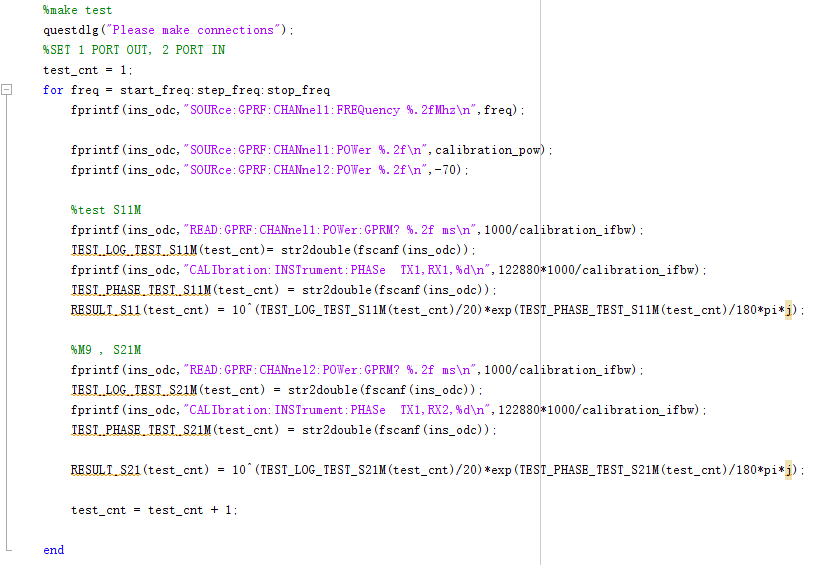 %make test
questdlg("Please make connections");
%SET 1 PORT OUT, 2 PORT IN
test_cnt = 1;
for freq = start_freq:step_freq:stop_freq
fprintf(ins_odc,"SOURce:GPRF:CHANnel1:FREQuency %.2fMhz\n",freq);
fprintf(ins_odc,"SOURce:GPRF:CHANnel1:POWer %.2f\n",calibration_pow);
fprintf(ins_odc,"SOURce:GPRF:CHANnel2:POWer %.2f\n",-70);
%test S11M
fprintf(ins_odc,"READ:GPRF:CHANnel1:POWer:GPRM? %.2f ms\n",1000/calibration_ifbw);
TEST_LOG_TEST_S11M(test_cnt)= str2double(fscanf(ins_odc));
fprintf(ins_odc,"CALIbration:INSTrument:PHASe  TX1,RX1,%d\n",122880*1000/calibration_ifbw);
TEST_PHASE_TEST_S11M(test_cnt) = str2double(fscanf(ins_odc));
RESULT_S11(test_cnt) = 10^(TEST_LOG_TEST_S11M(test_cnt)/20)*exp(TEST_PHASE_TEST_S11M(test_cnt)/180*pi*j);
%M9 , S21M
fprintf(ins_odc,"READ:GPRF:CHANnel2:POWer:GPRM? %.2f ms\n",1000/calibration_ifbw);
TEST_LOG_TEST_S21M(test_cnt) = str2double(fscanf(ins_odc));
fprintf(ins_odc,"CALIbration:INSTrument:PHASe  TX1,RX2,%d\n",122880*1000/calibration_ifbw);
TEST_PHASE_TEST_S21M(test_cnt) = str2double(fscanf(ins_odc));
RESULT_S21(test_cnt) = 10^(TEST_LOG_TEST_S21M(test_cnt)/20)*exp(TEST_PHASE_TEST_S21M(test_cnt)/180*pi*j);
test_cnt = test_cnt + 1;
end